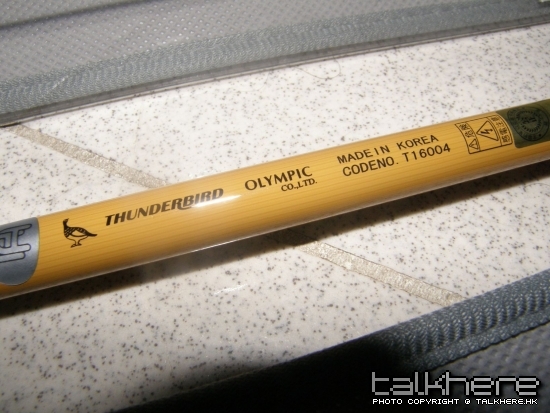 THUNDERBIRD
OLYMPIC
CO.,LTD.
MADE IN KOREA
CODENO. T16004
talkhere
PHOTO COPYRIGHT @ TALKHERE.HK